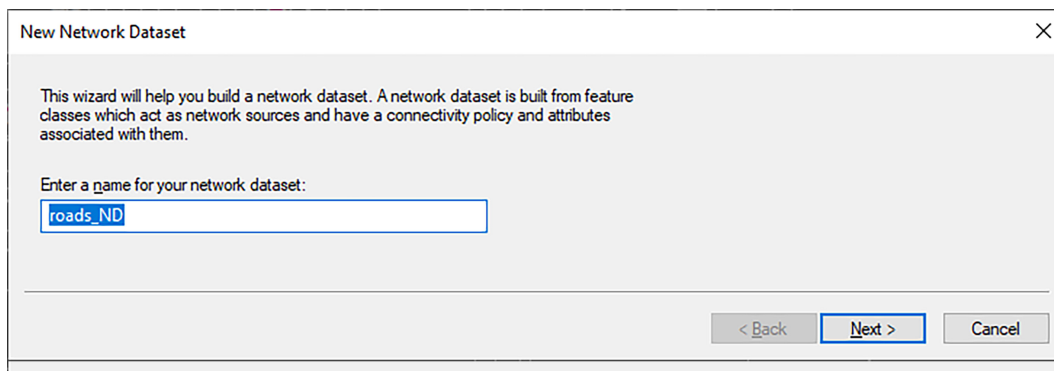 New Network Dataset
This wizard will help you build a network dataset. A network dataset is built from feature
classes which act as network sources and have a connectivity policy and attributes
associated with them.
Enter a name for your network dataset:
roads_ND
< Back Next > Cancel